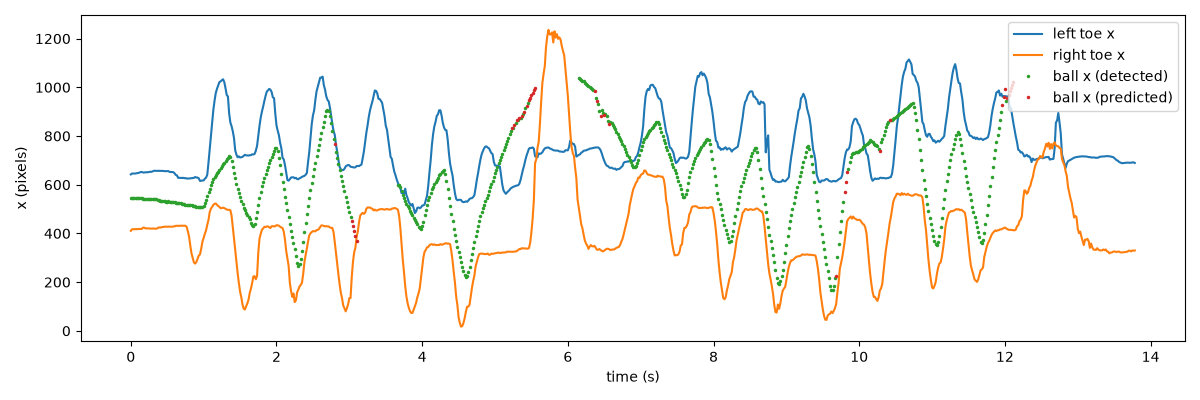 1200
1000
800
600
400
200
0
x (pixels)
0 2 4 6 8 10 12 14
time (s)
left toe x
right toe x
ball x (detected)
ball x (predicted)